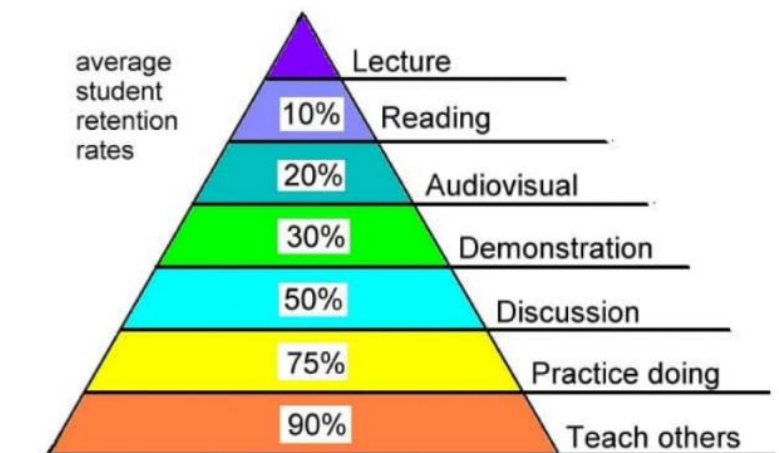 average
student
retention
rates
Lecture
10% Reading
20% Audiovisual
30% Demonstration
50% Discussion
75% Practice doing
90% Teach others